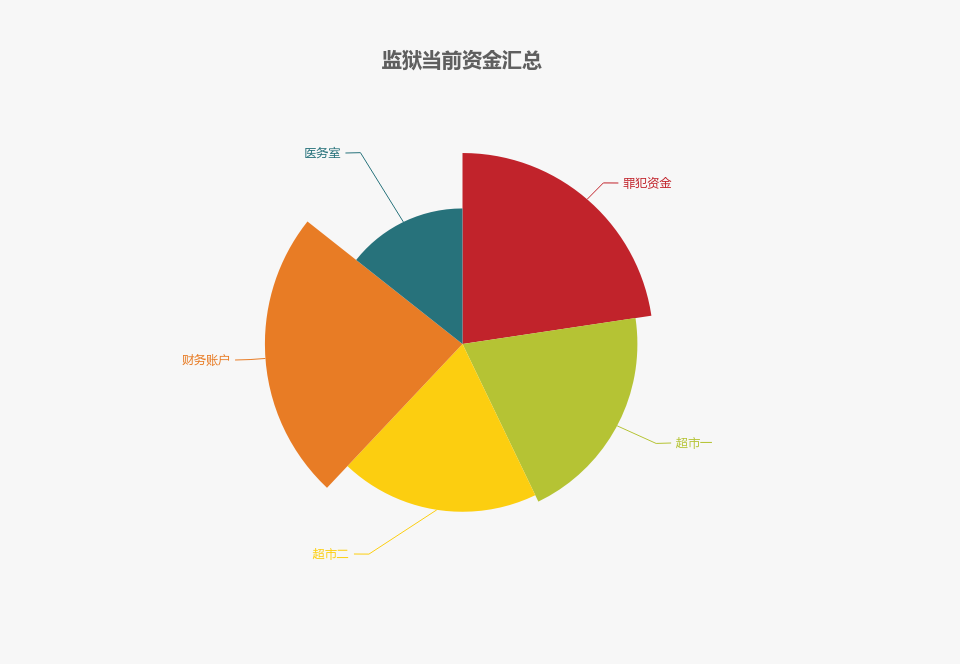 监狱当前资金汇总
医务室
罪犯资金
财务账户
超市一
超市二